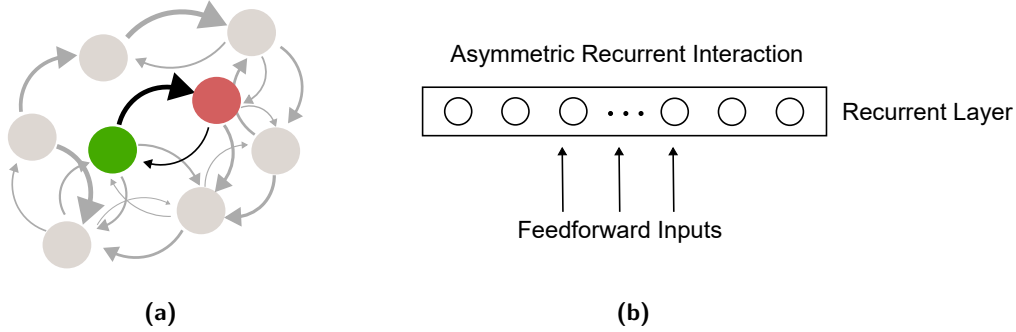 Asymmetric Recurrent Interaction
Recurrent Layer
Feedforward Inputs
(a)
(b)